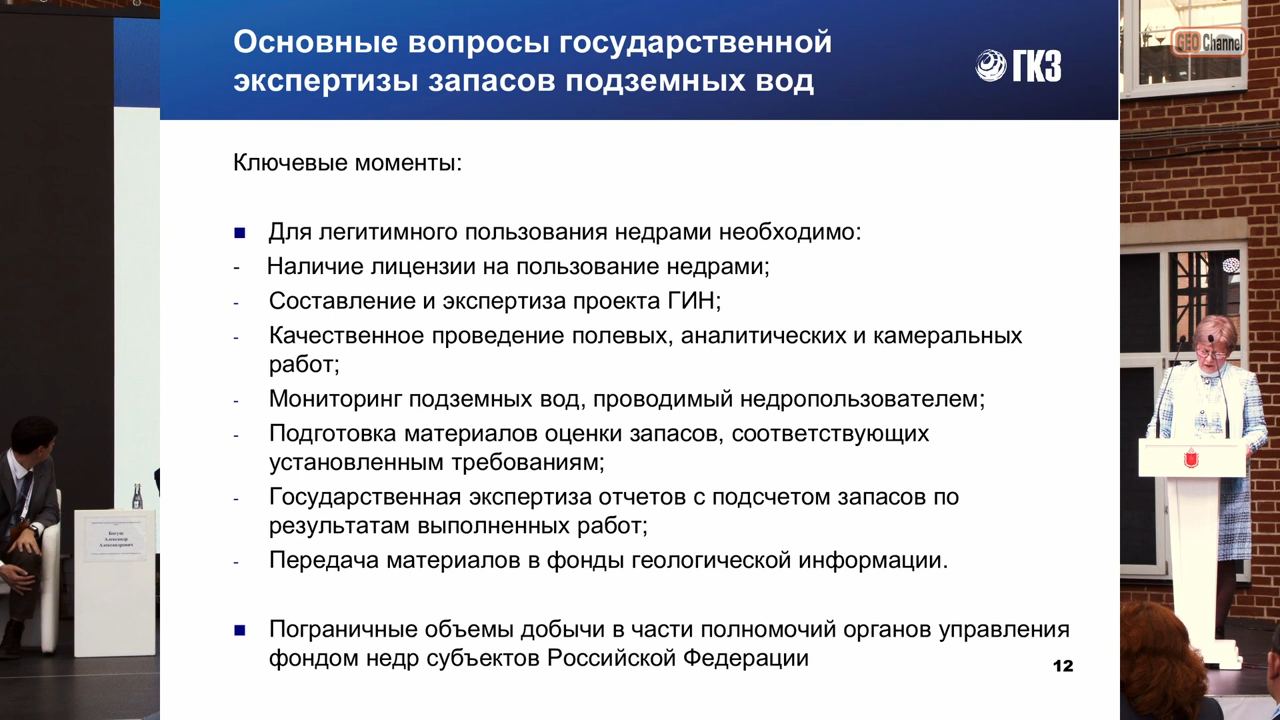 Основные вопросы государственной
экспертизы запасов подземных вод
ГКЗ
GEO Channel
Ключевые моменты:
Для легитимного пользования недрами необходимо:
- Наличие лицензии на пользование недрами;
- Составление и экспертиза проекта ГИН;
- Качественное проведение полевых, аналитических и камеральных
работ;
- Мониторинг подземных вод, проводимый недропользователем;
- Подготовка материалов оценки запасов, соответствующих
установленным требованиям;
- Государственная экспертиза отчетов с подсчетом запасов по
результатам выполненных работ;
- Передача материалов в фонды геологической информации.
Пограничные объемы добычи в части полномочий органов управления
фондом недр субъектов Российской Федерации
12
Александр